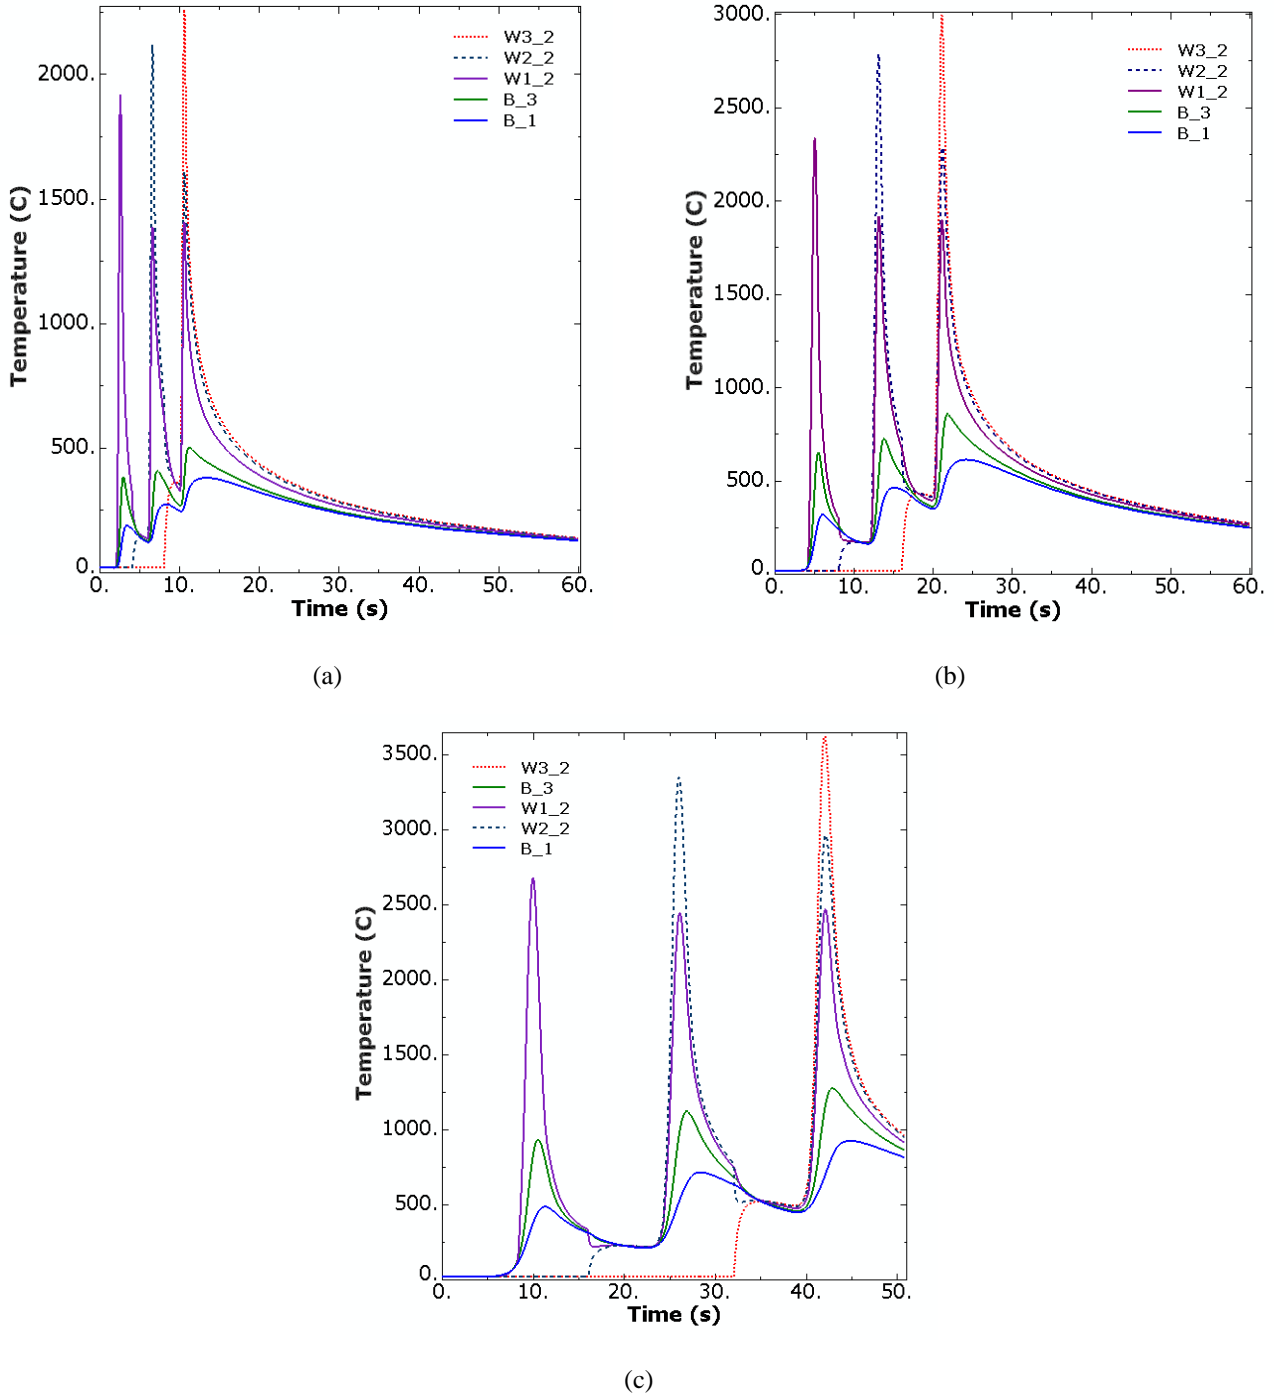 W3_2
W2_2
W1_2
B_3
B_1
2000.
1500.
1000.
500.
0.
Temperature (C)
0. 10. 20. 30. 40. 50. 60.
Time (s)
(a)
3000.
2500.
2000.
1500.
1000.
500.
0.
W3_2
W2_2
W1_2
B_3
B_1
Temperature (C)
0. 10. 20. 30. 40. 50. 60.
Time (s)
(b)
3500.
3000.
2500.
2000.
1500.
1000.
500.
0.
W3_2
B_3
W1_2
W2_2
B_1
Temperature (C)
0. 10. 20. 30. 40. 50.
Time (s)
(c)